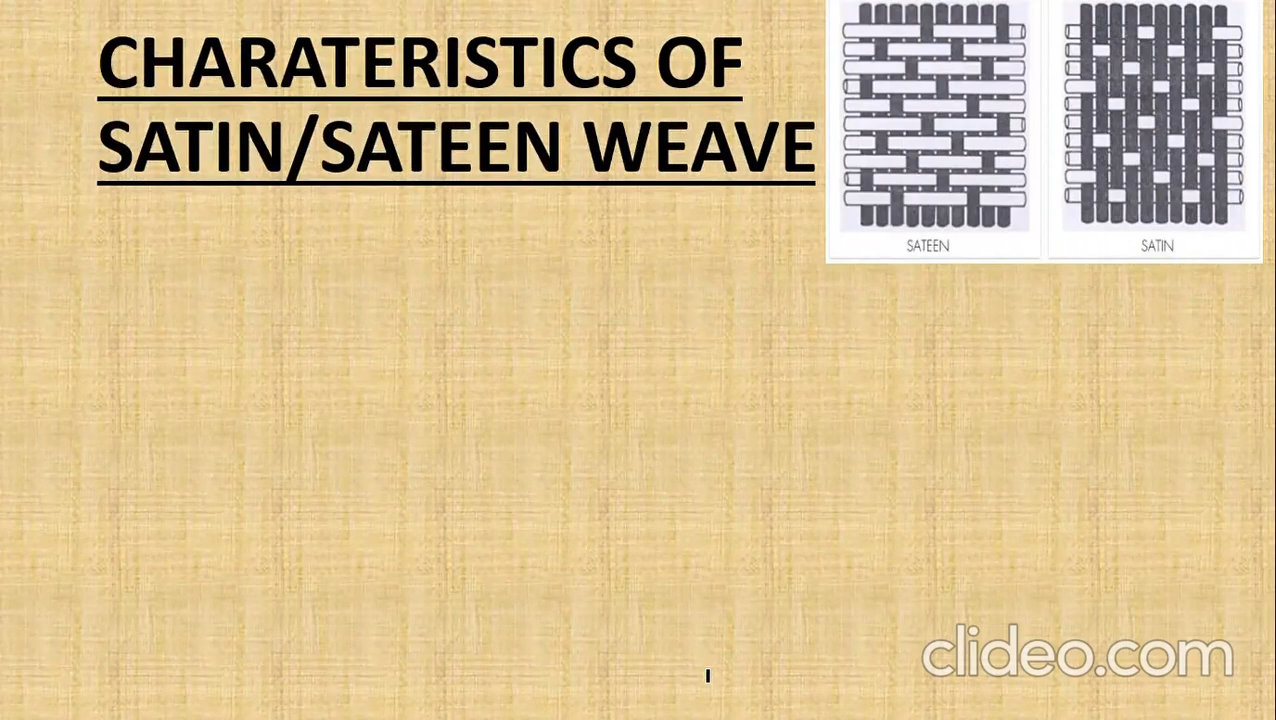 CHARATERISTICS OF
SATIN/SATEEN WEAVE
SATEEN
SATIN
clideo.com